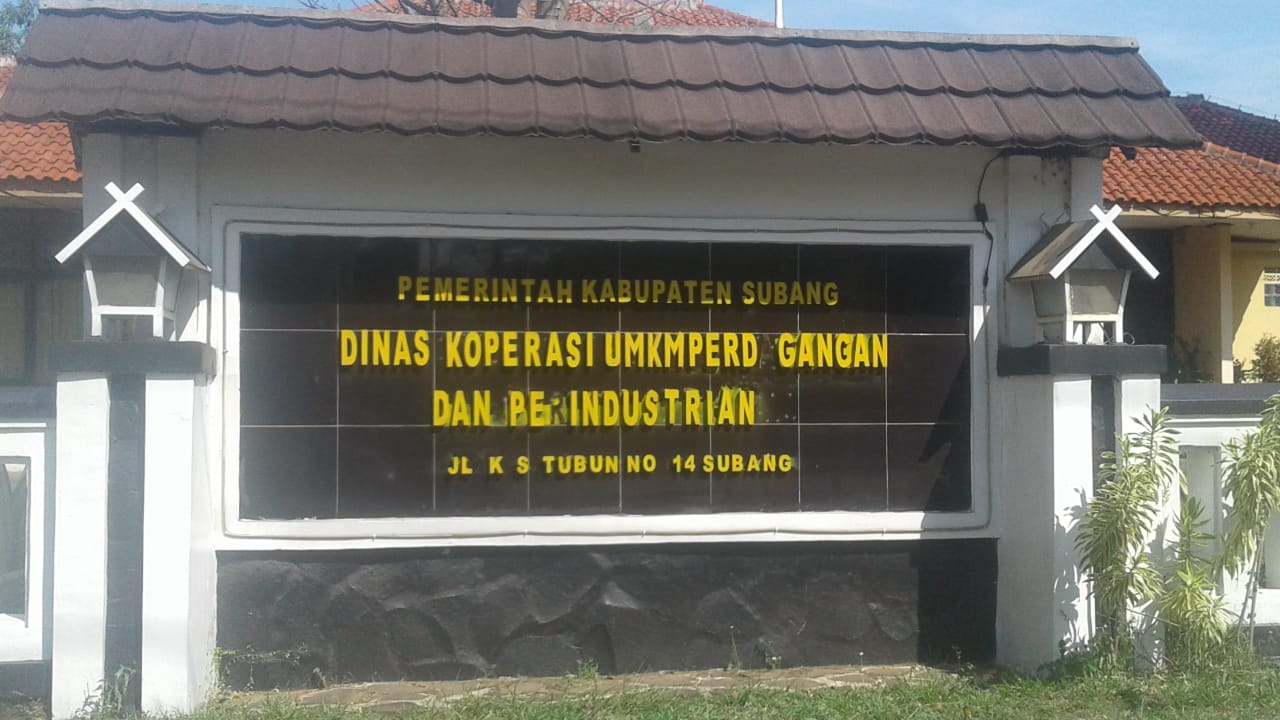 PEMERINTAH KABUPATEN SUBANG
DINAS KOPERASI UMKMPERD GANGAN
DAN PE INDUSTRIAN
JL K S TUBUN NO 14 SUBANG